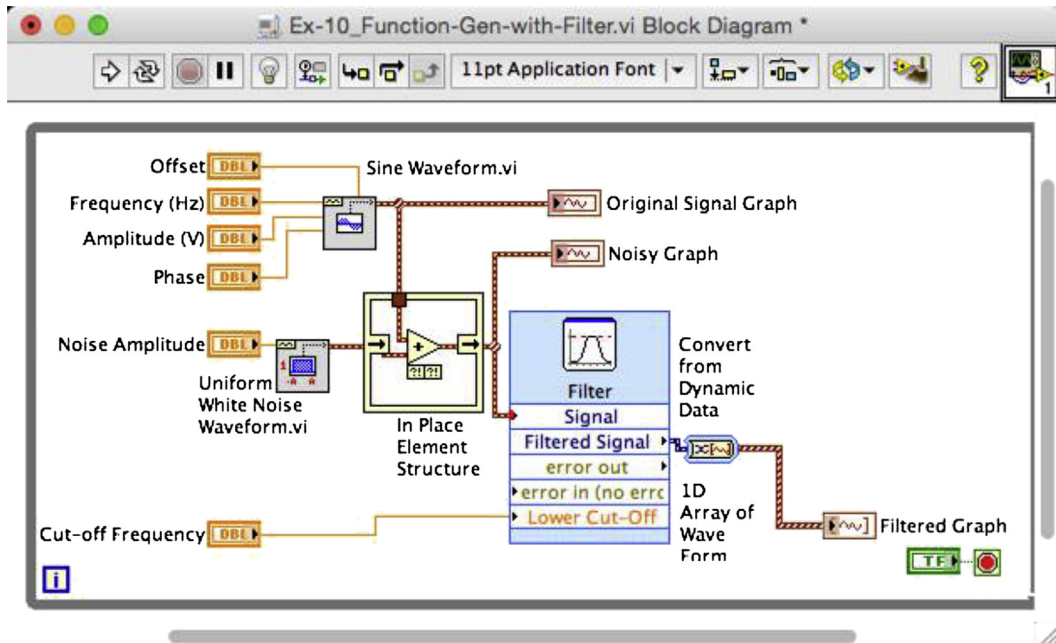 Ex-10_Function-Gen-with-Filter.vi Block Diagram *
11pt Application Font
?
1
Offset DBL
Sine Waveform.vi
Frequency (Hz) DBL
Original Signal Graph
Amplitude (V) DBL
Noisy Graph
Phase DBL
Noise Amplitude DBL
Uniform
White Noise
Waveform.vi
1
-A A
+
?! ?!
In Place
Element
Structure
Filter
Signal
Filtered Signal
error out
error in (no errc
Lower Cut-Off
Convert
from
Dynamic
Data
1D
Array of
Wave
Form
Filtered Graph
Cut-off Frequency DBL
TF
i